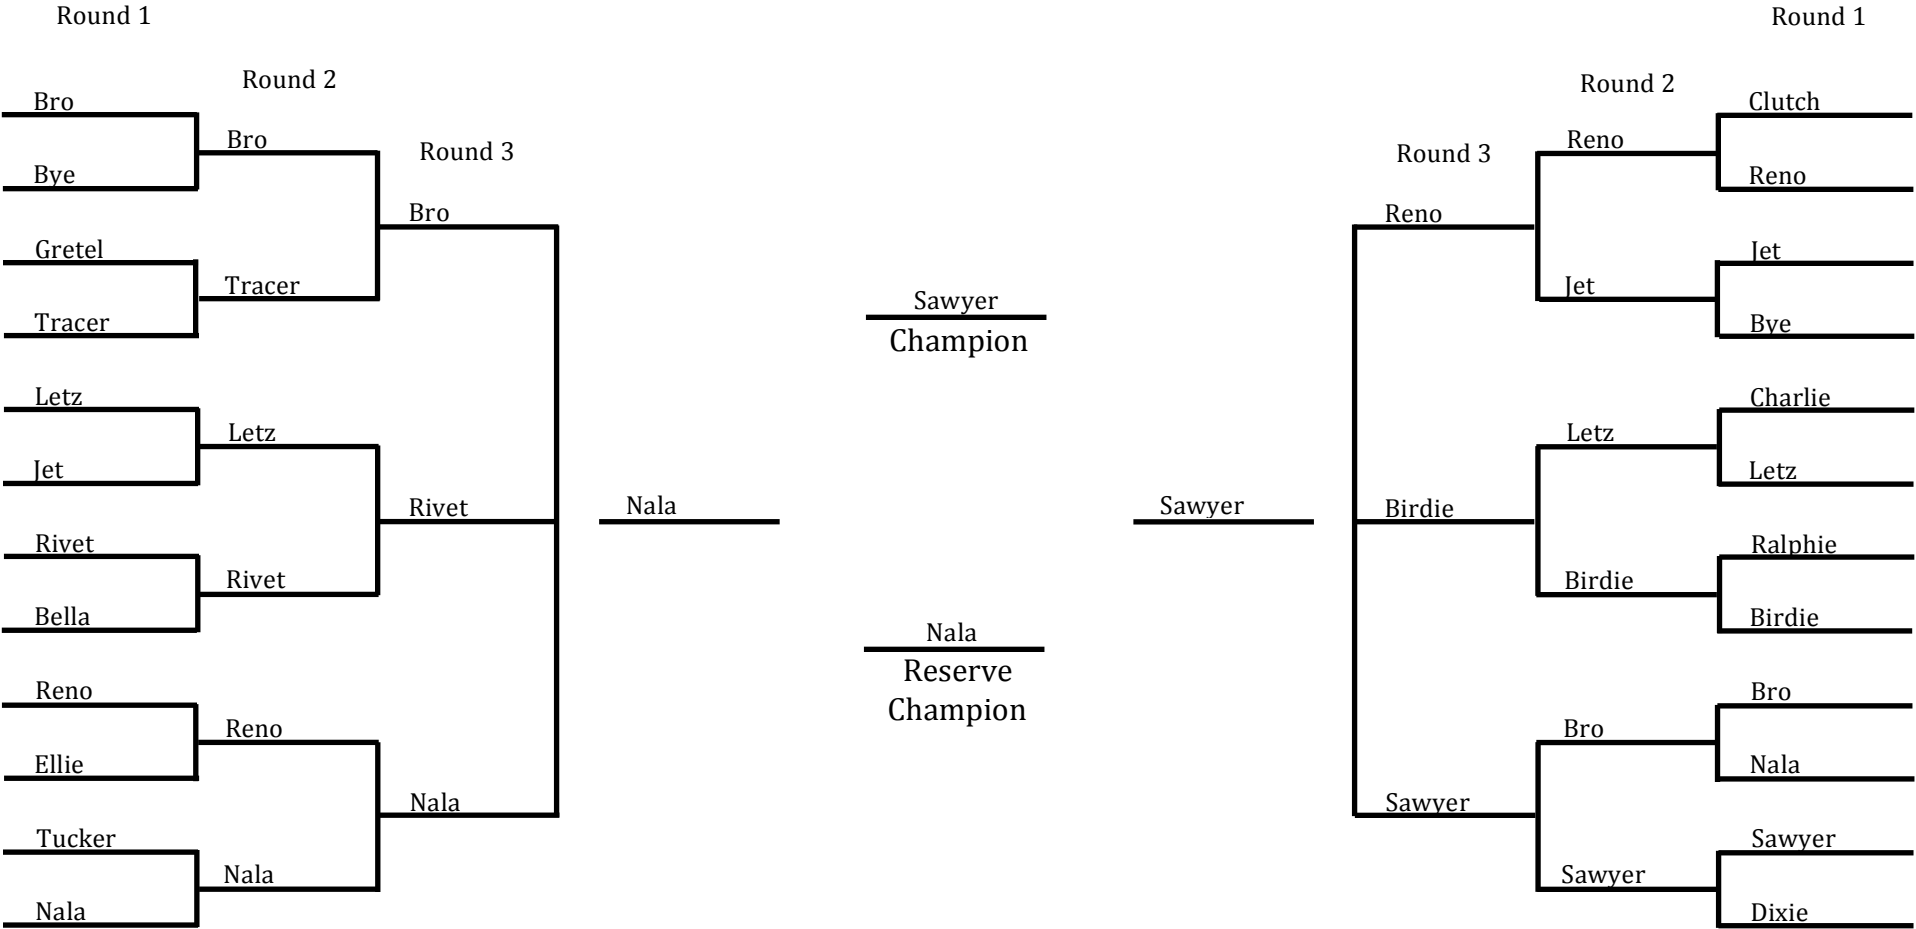 Round 1
Round 1
Round 2
Round 2
Bro
Clutch
Bro
Reno
Round 3
Round 3
Bye
Reno
Bro
Reno
Gretel
Jet
Tracer
Jet
Sawyer
Champion
Tracer
Bye
Letz
Charlie
Letz
Letz
Jet
Letz
Rivet
Nala
Sawyer
Birdie
Rivet
Ralphie
Rivet
Birdie
Bella
Birdie
Nala
Reserve
Champion
Reno
Bro
Reno
Bro
Ellie
Nala
Nala
Sawyer
Tucker
Sawyer
Nala
Sawyer
Nala
Dixie